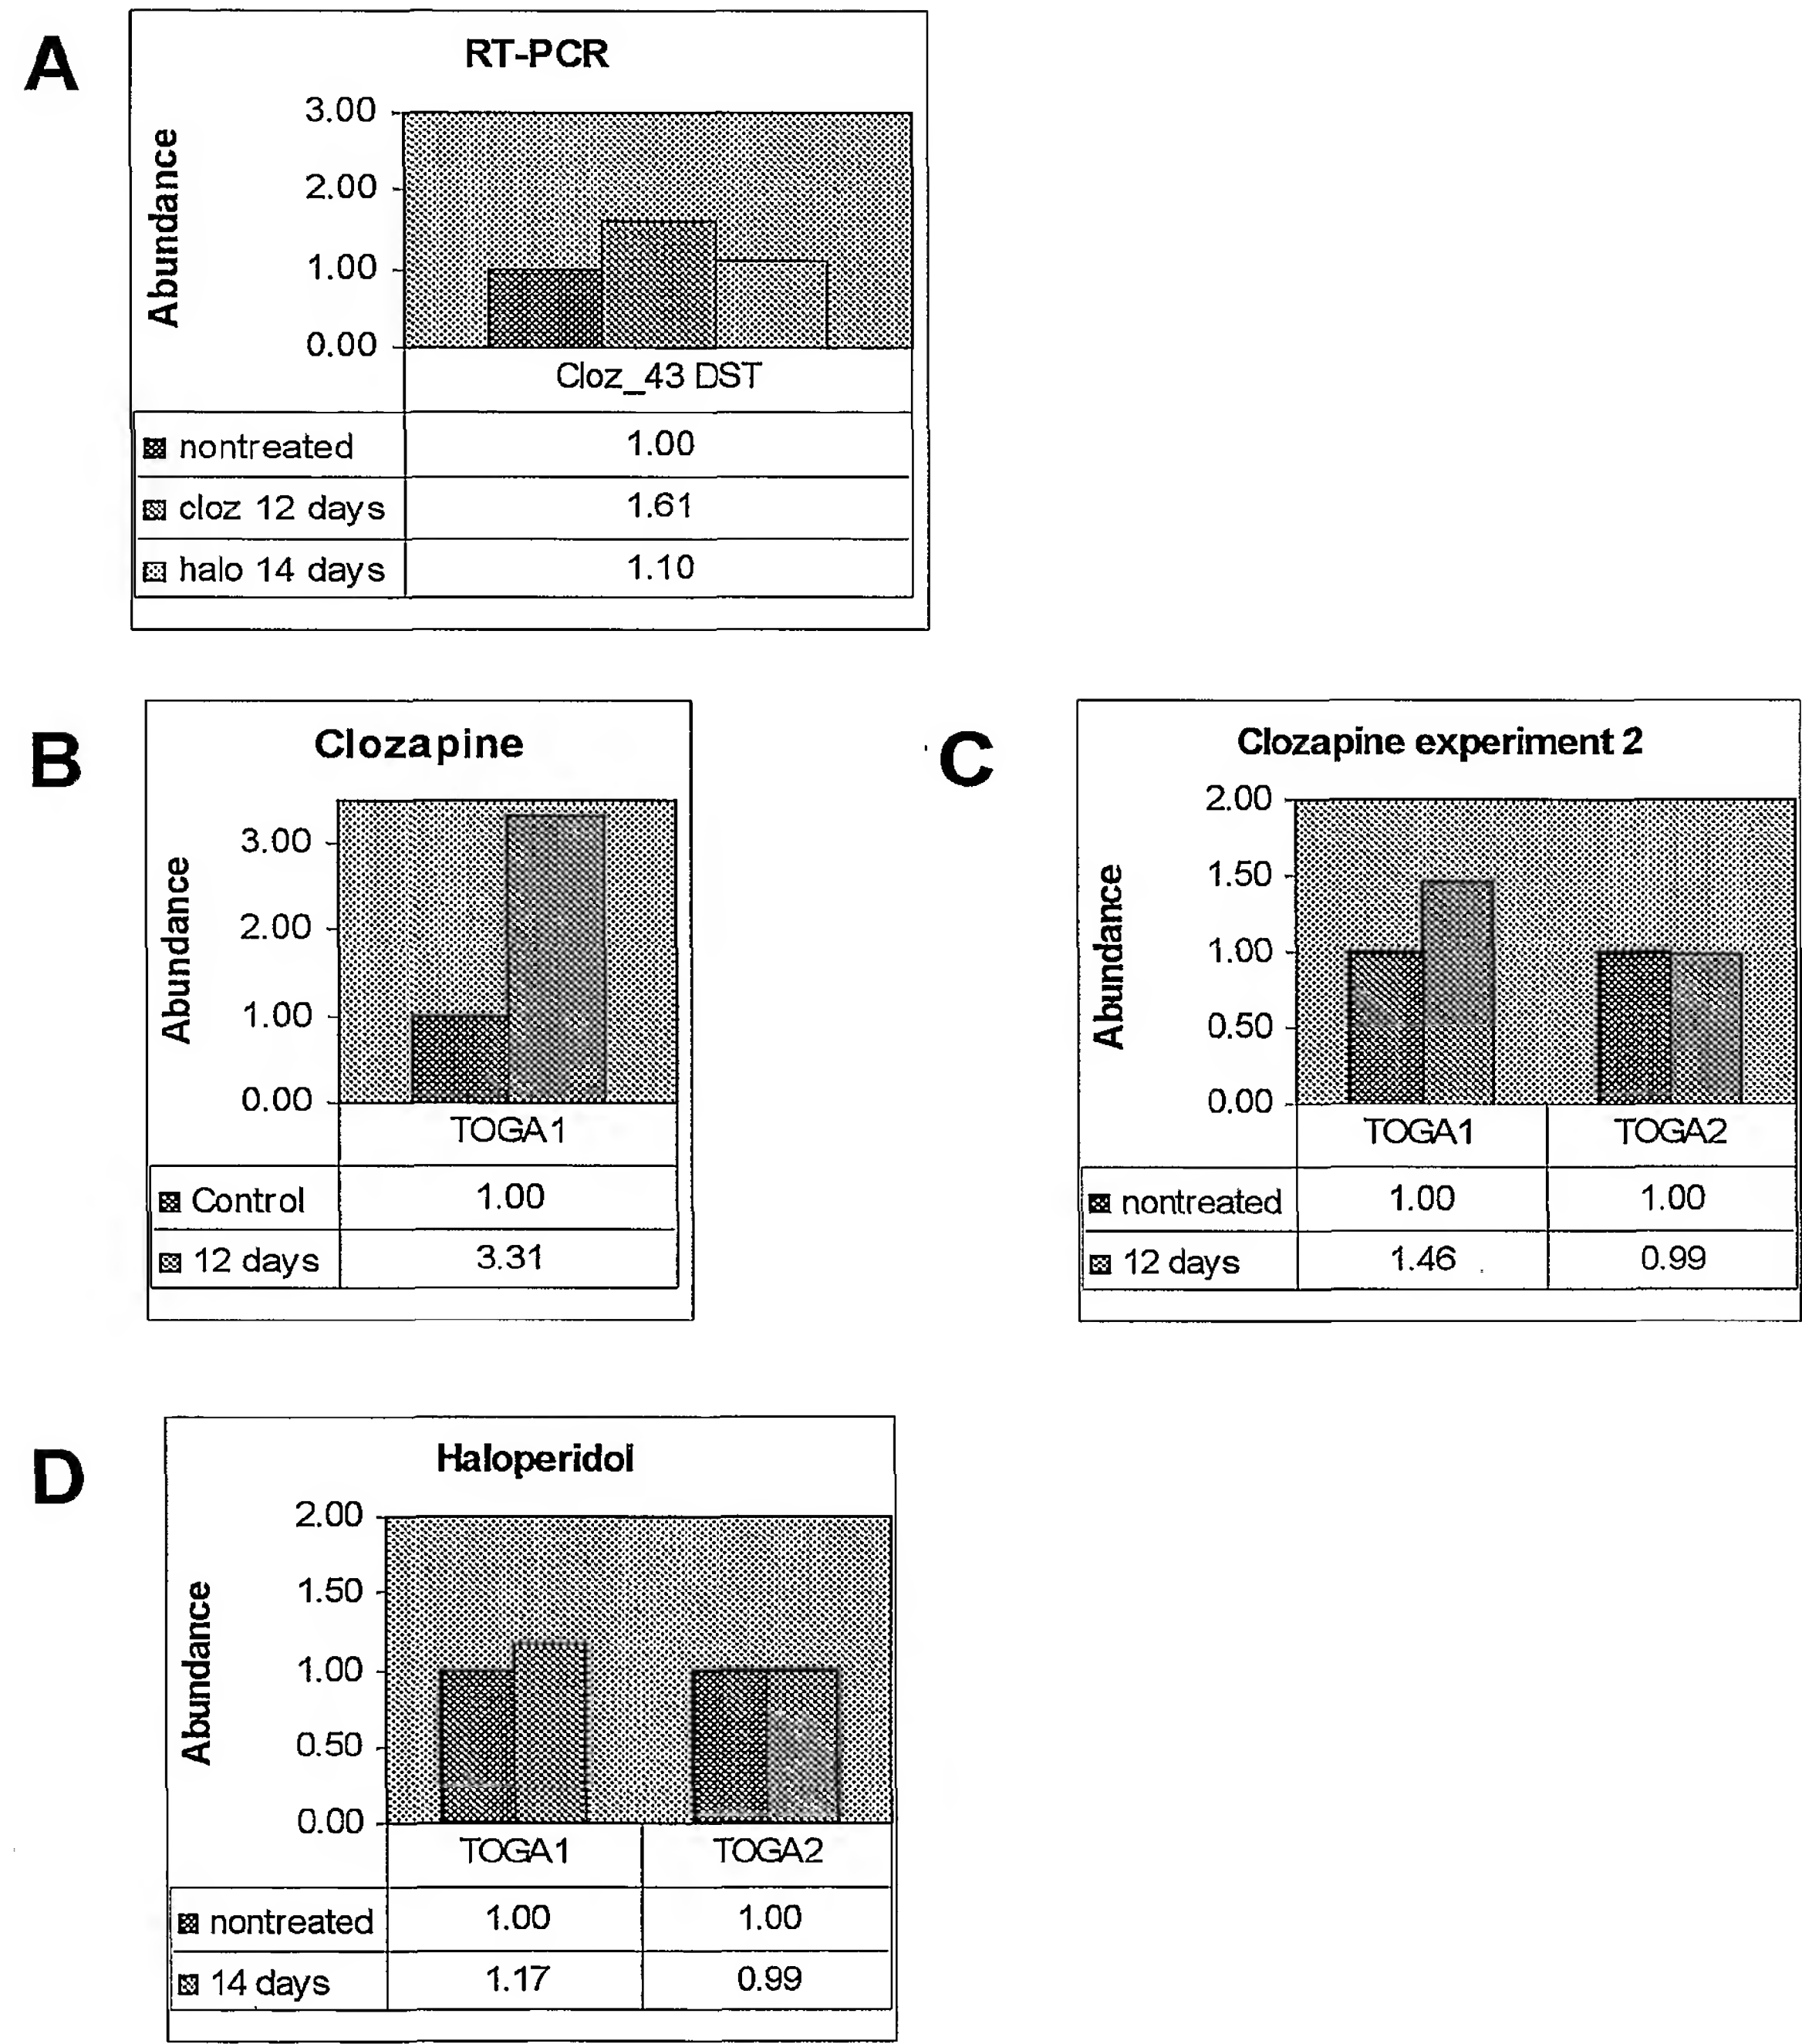 A
RT-PCR
Abundance
3.00
2.00
1.00
0.00
Cloz_43 DST
nontreated 1.00
cloz 12 days 1.61
halo 14 days 1.10
B
Clozapine
Abundance
3.00
2.00
1.00
0.00
TOGA1
Control 1.00
12 days 3.31
C
Clozapine experiment 2
Abundance
2.00
1.50
1.00
0.50
0.00
TOGA1 TOGA2
nontreated 1.00 1.00
12 days 1.46 0.99
D
Haloperidol
Abundance
2.00
1.50
1.00
0.50
0.00
TOGA1 TOGA2
nontreated 1.00 1.00
14 days 1.17 0.99